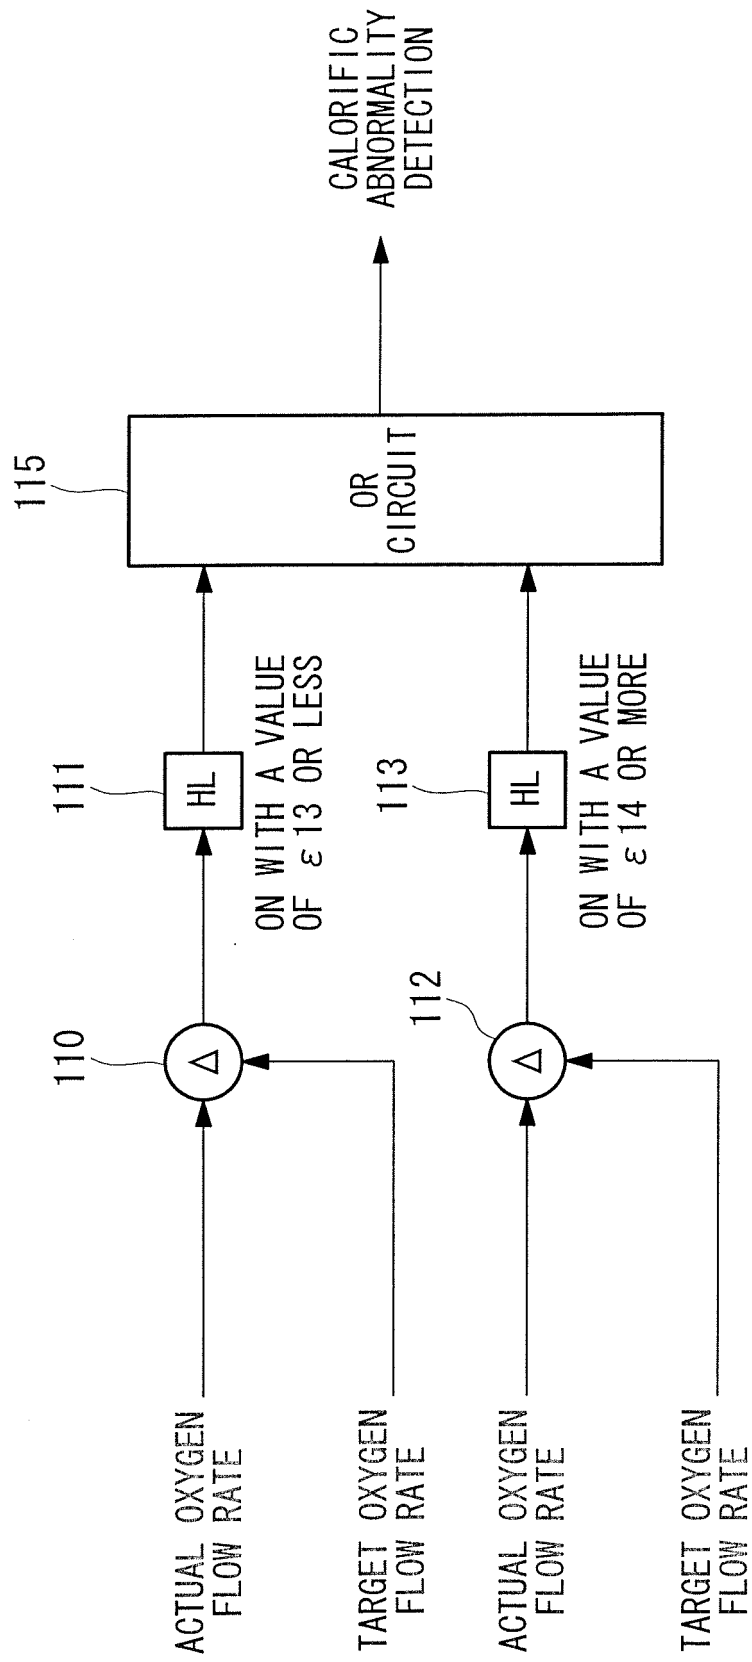 ACTUAL OXYGEN
FLOW RATE
TARGET OXYGEN
FLOW RATE
110
Δ
111
HL
ON WITH A VALUE
OF ε13 OR LESS
ACTUAL OXYGEN
FLOW RATE
TARGET OXYGEN
FLOW RATE
112
Δ
113
HL
ON WITH A VALUE
OF ε14 OR MORE
115
OR
CIRCUIT
CALORIFIC
ABNORMALITY
DETECTION